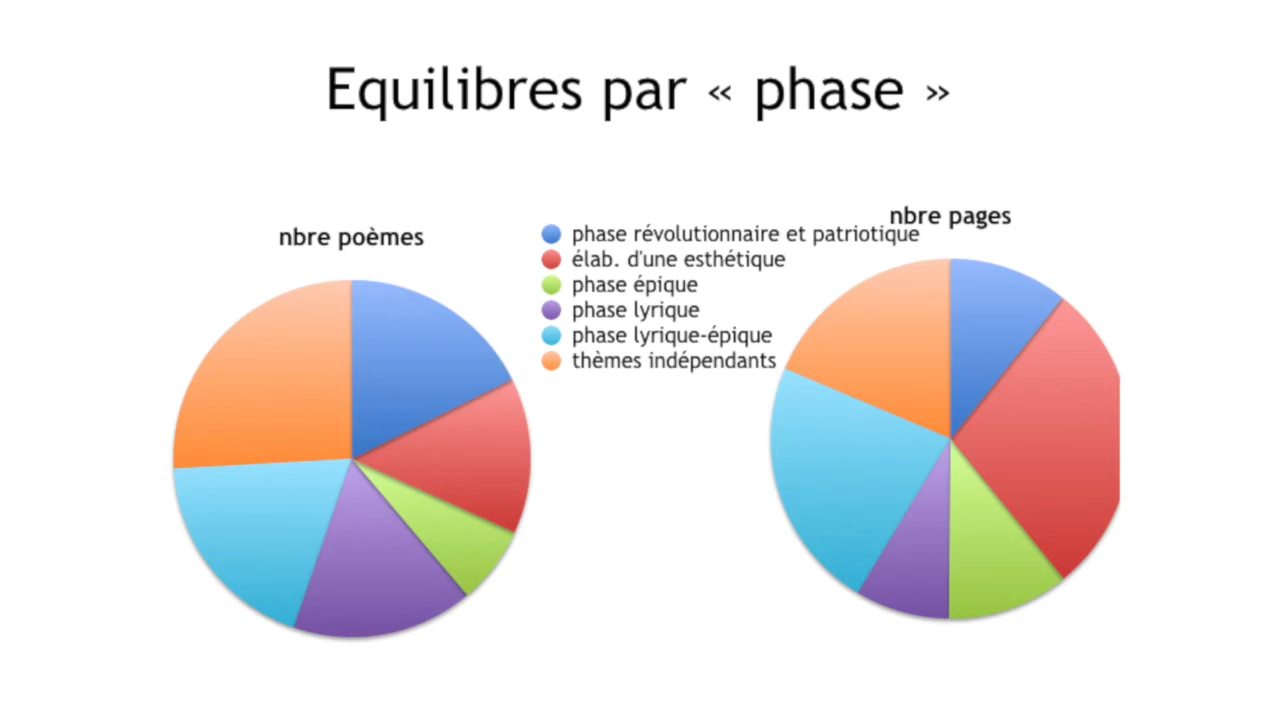 Equilibres par « phase »
nbre poèmes
phase révolutionnaire et patriotique
élab. d'une esthétique
phase épique
phase lyrique
phase lyrique-épique
thèmes indépendants
nbre pages